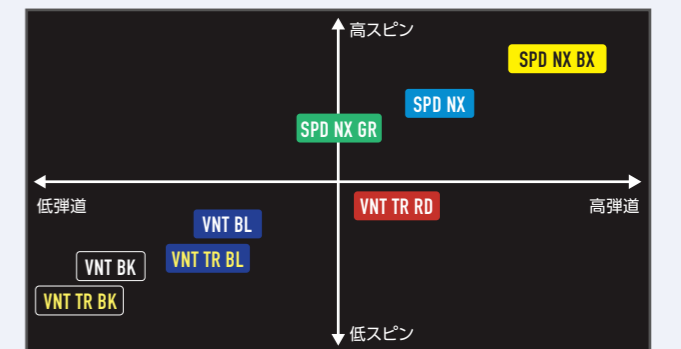 高スピン
SPD NX BX
SPD NX
SPD NX GR
低弾道
VNT TR RD
高弾道
VNT BL
VNT TR BL
VNT BK
VNT TR BK
低スピン